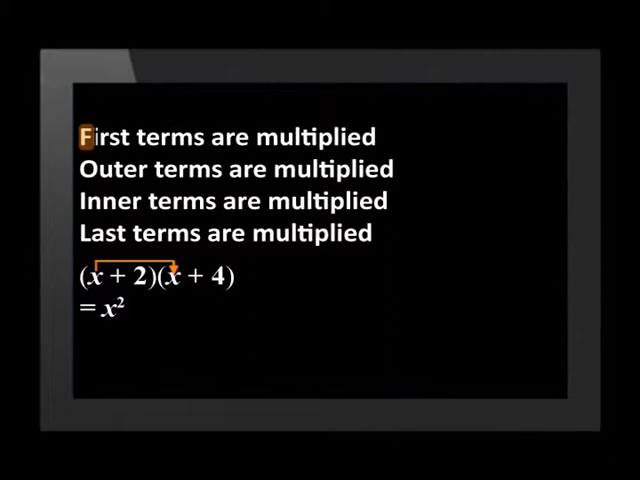 First terms are multiplied
Outer terms are multiplied
Inner terms are multiplied
Last terms are multiplied
(x + 2)(x + 4)
= x²